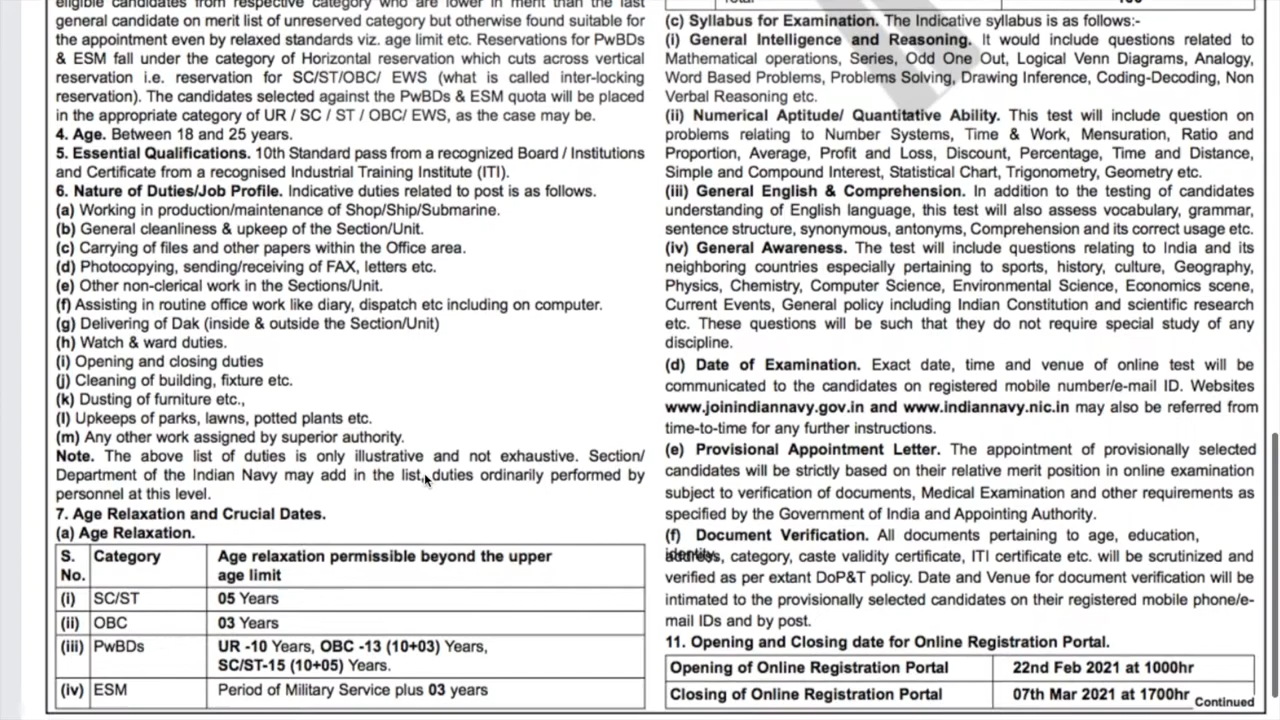 eligible candidates from respective category who are lower in merit than the last
general candidate on merit list of unreserved category but otherwise found suitable for
the appointment even by relaxed standards viz. age limit etc. Reservations for PwBDs
& ESM fall under the category of Horizontal reservation which cuts across vertical
reservation i.e. reservation for SC/ST/OBC/ EWS (what is called inter-locking
reservation). The candidates selected against the PwBDs & ESM quota will be placed
in the appropriate category of UR / SC / ST / OBC/ EWS, as the case may be.
4. Age. Between 18 and 25 years.
5. Essential Qualifications. 10th Standard pass from a recognized Board / Institutions
and Certificate from a recognised Industrial Training Institute (ITI).
6. Nature of Duties/Job Profile. Indicative duties related to post is as follows.
(a) Working in production/maintenance of Shop/Ship/Submarine.
(b) General cleanliness & upkeep of the Section/Unit.
(c) Carrying of files and other papers within the Office area.
(d) Photocopying, sending/receiving of FAX, letters etc.
(e) Other non-clerical work in the Sections/Unit.
(f) Assisting in routine office work like diary, dispatch etc including on computer.
(g) Delivering of Dak (inside & outside the Section/Unit)
(h) Watch & ward duties.
(i) Opening and closing duties
(j) Cleaning of building, fixture etc.
(k) Dusting of furniture etc.,
(l) Upkeeps of parks, lawns, potted plants etc.
(m) Any other work assigned by superior authority.
Note. The above list of duties is only illustrative and not exhaustive. Section/
Department of the Indian Navy may add in the list, duties ordinarily performed by
personnel at this level.
7. Age Relaxation and Crucial Dates.
(a) Age Relaxation.
S. No. Category Age relaxation permissible beyond the upper age limit
(i) SC/ST 05 Years
(ii) OBC 03 Years
(iii) PwBDs UR -10 Years, OBC -13 (10+03) Years,
SC/ST-15 (10+05) Years.
(iv) ESM Period of Military Service plus 03 years
(c) Syllabus for Examination. The Indicative syllabus is as follows:-
(i) General Intelligence and Reasoning. It would include questions related to
Mathematical operations, Series, Odd One Out, Logical Venn Diagrams, Analogy,
Word Based Problems, Problems Solving, Drawing Inference, Coding-Decoding, Non
Verbal Reasoning etc.
(ii) Numerical Aptitude/ Quantitative Ability. This test will include question on
problems relating to Number Systems, Time & Work, Mensuration, Ratio and
Proportion, Average, Profit and Loss, Discount, Percentage, Time and Distance,
Simple and Compound Interest, Statistical Chart, Trigonometry, Geometry etc.
(iii) General English & Comprehension. In addition to the testing of candidates
understanding of English language, this test will also assess vocabulary, grammar,
sentence structure, synonymous, antonyms, Comprehension and its correct usage etc.
(iv) General Awareness. The test will include questions relating to India and its
neighboring countries especially pertaining to sports, history, culture, Geography,
Physics, Chemistry, Computer Science, Environmental Science, Economics scene,
Current Events, General policy including Indian Constitution and scientific research
etc. These questions will be such that they do not require special study of any
discipline.
(d) Date of Examination. Exact date, time and venue of online test will be
communicated to the candidates on registered mobile number/e-mail ID. Websites
www.joinindiannavy.gov.in and www.indiannavy.nic.in may also be referred from
time-to-time for any further instructions.
(e) Provisional Appointment Letter. The appointment of provisionally selected
candidates will be strictly based on their relative merit position in online examination
subject to verification of documents, Medical Examination and other requirements as
specified by the Government of India and Appointing Authority.
(f) Document Verification. All documents pertaining to age, education,
identity,
address, category, caste validity certificate, ITI certificate etc. will be scrutinized and
verified as per extant DoP&T policy. Date and Venue for document verification will be
intimated to the provisionally selected candidates on their registered mobile phone/e-
mail IDs and by post.
11. Opening and Closing date for Online Registration Portal.
Opening of Online Registration Portal 22nd Feb 2021 at 1000hr
Closing of Online Registration Portal 07th Mar 2021 at 1700hr
Continued